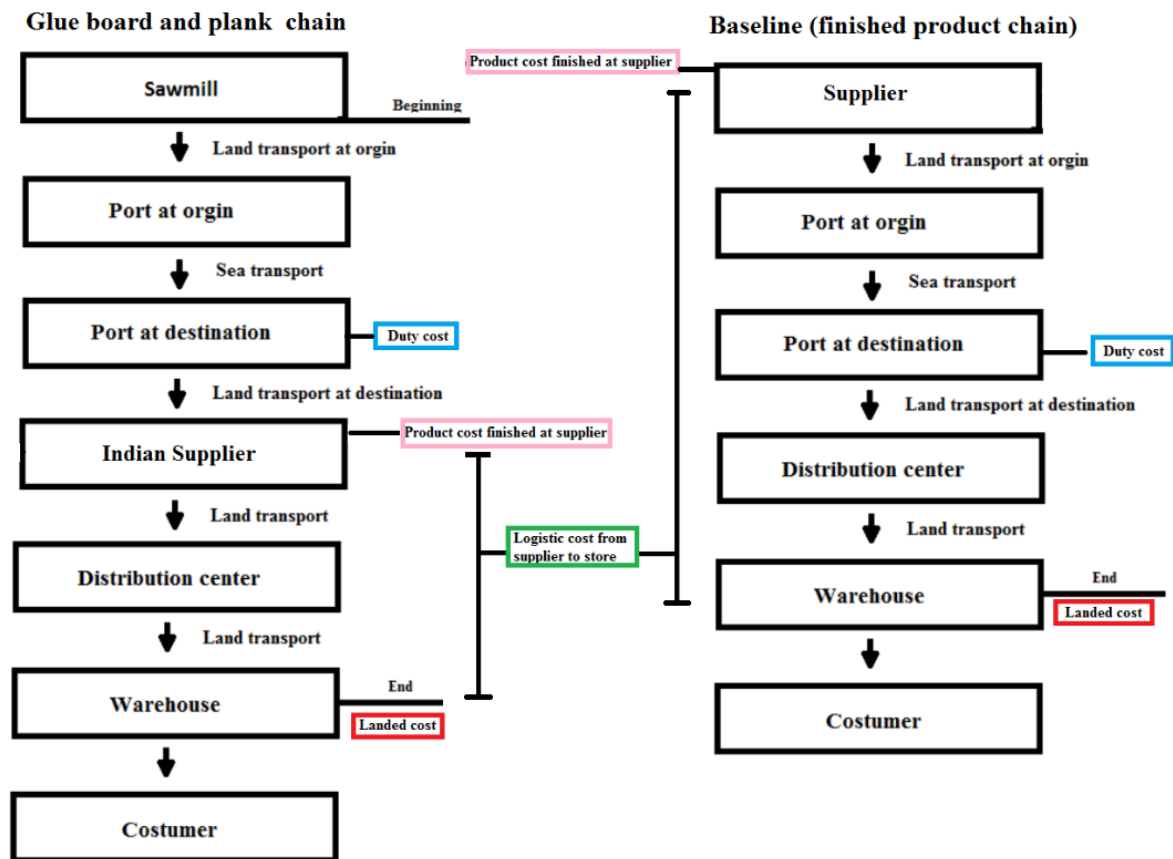 Glue board and plank chain
Sawmill
Beginning
Land transport at orgin
Port at orgin
Sea transport
Port at destination
Duty cost
Land transport at destination
Indian Supplier
Product cost finished at supplier
Land transport
Distribution center
Land transport
Warehouse
End
Landed cost
Costumer
Logistic cost from
supplier to store
Baseline (finished product chain)
Product cost finished at supplier
Supplier
Land transport at orgin
Port at orgin
Sea transport
Port at destination
Duty cost
Land transport at destination
Distribution center
Land transport
Warehouse
End
Landed cost
Costumer